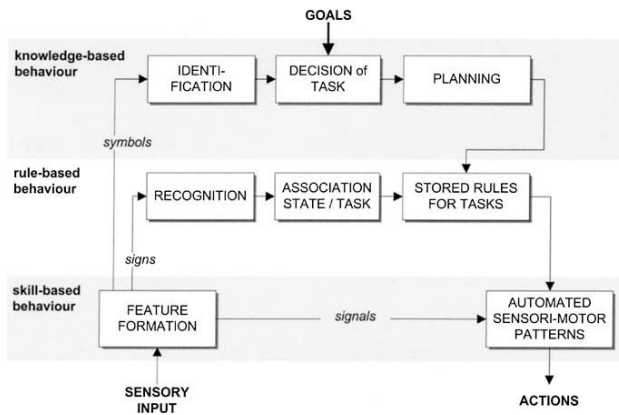 GOALS
knowledge-based
behaviour
IDENTI-
FICATION
DECISION of
TASK
PLANNING
symbols
rule-based
behaviour
RECOGNITION
ASSOCIATION
STATE / TASK
STORED RULES
FOR TASKS
signs
skill-based
behaviour
FEATURE
FORMATION
signals
AUTOMATED
SENSORI-MOTOR
PATTERNS
SENSORY
INPUT
ACTIONS